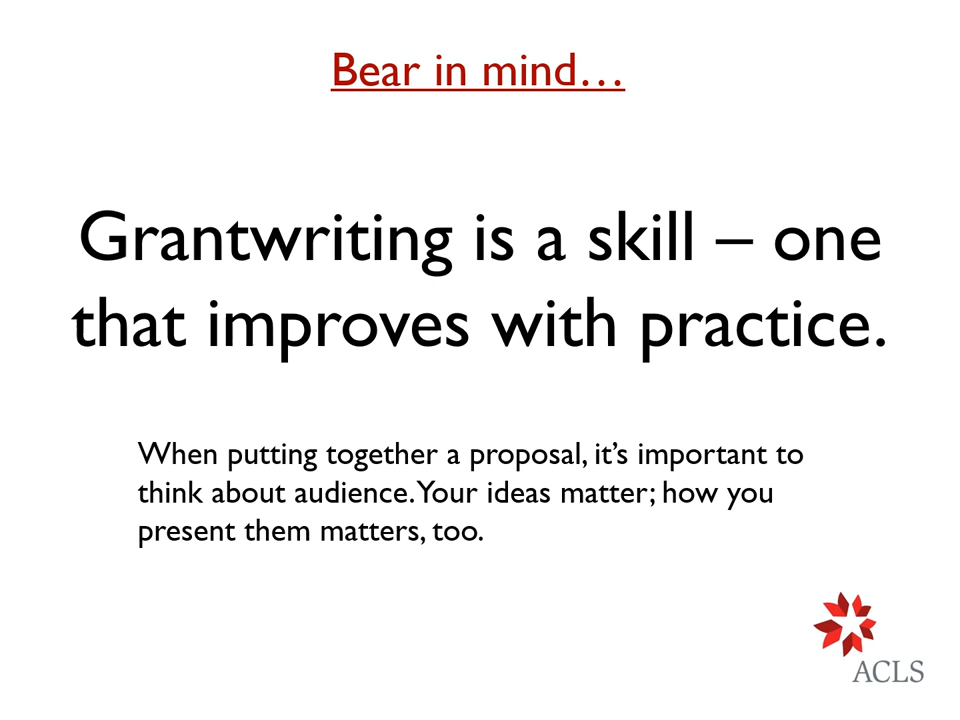 Bear in mind…
Grantwriting is a skill – one
that improves with practice.
When putting together a proposal, it’s important to
think about audience. Your ideas matter; how you
present them matters, too.
ACLS